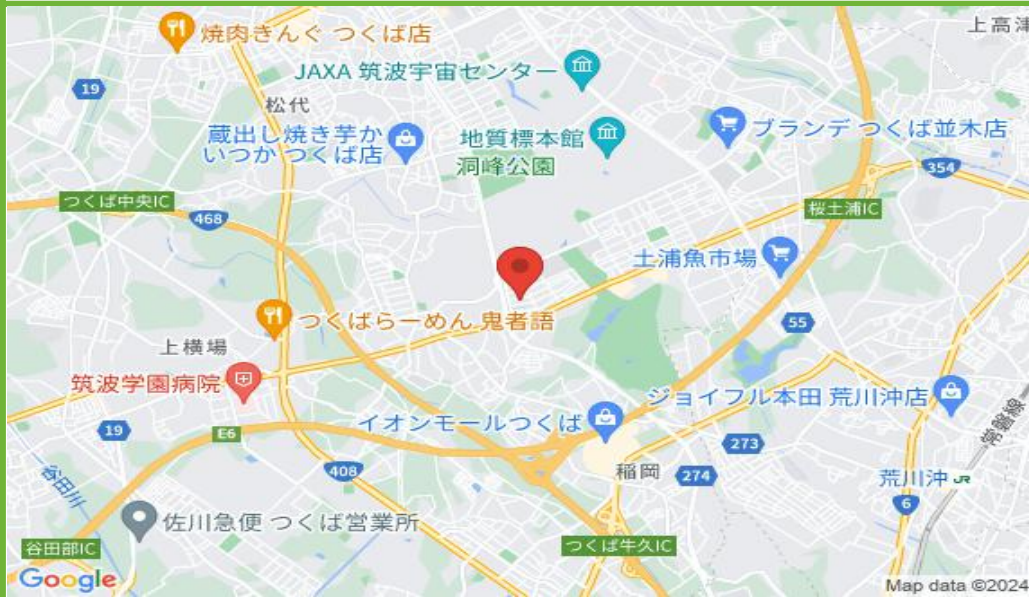 焼肉きんぐ つくば店
上高津
JAXA 筑波宇宙センター
19
松代
蔵出し焼き芋か
いつか つくば店
地質標本館
洞峰公園
ブランデ つくば並木店
354
つくば中央IC
468
桜土浦IC
土浦魚市場
つくばらーめん 鬼者語
55
上横場
筑波学園病院
ジョイフル本田 荒川沖店
イオンモールつくば
常磐線
19
E6
273
408
稲岡
274
荒川沖 JR
谷田川
6
佐川急便 つくば営業所
谷田部IC
つくば牛久IC
Google
Map data ©2024